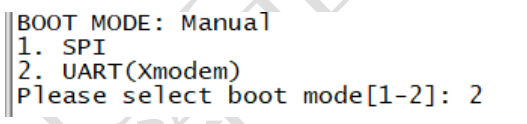 BOOT MODE: Manual
1. SPI
2. UART(Xmodem)
Please select boot mode[1-2]: 2